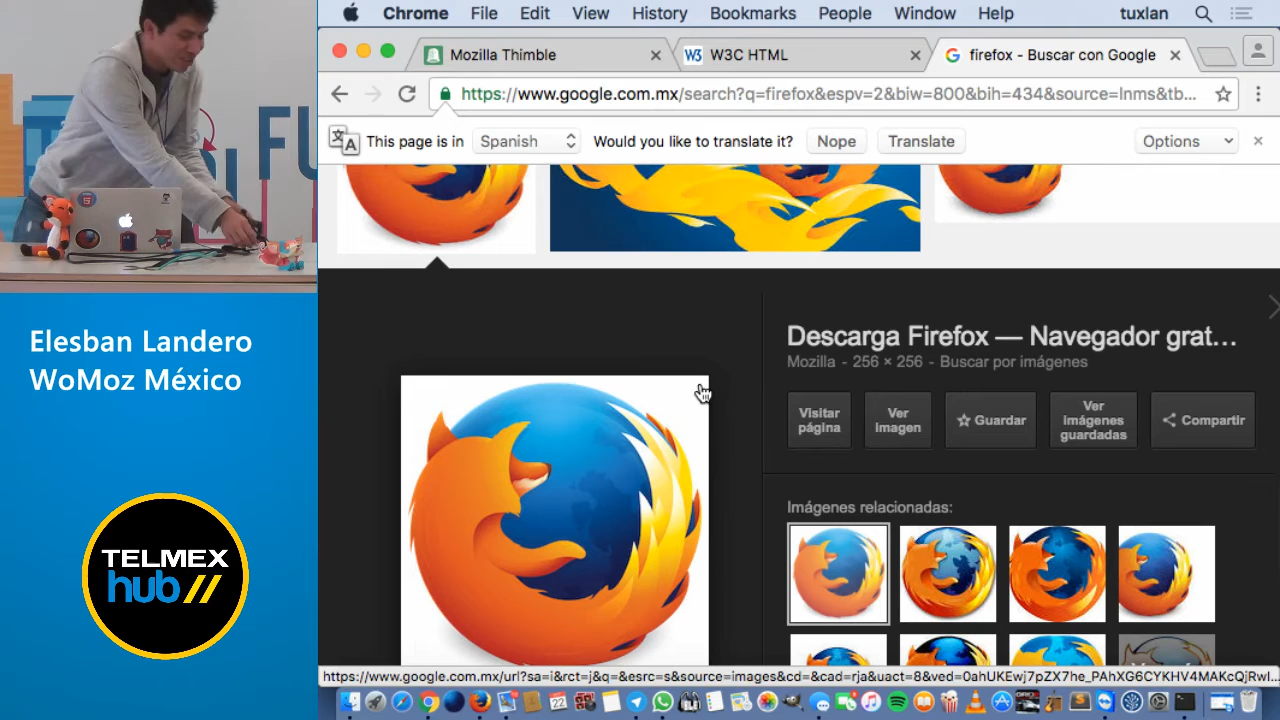 Chrome File Edit View History Bookmarks People Window Help tuxlan
Mozilla Thimble
W3C HTML
firefox - Buscar con Google
https://www.google.com.mx/search?q=firefox&espv=2&biw=800&bih=434&source=lnms&tb...
This page is in Spanish Would you like to translate it? Nope Translate Options
Descarga Firefox — Navegador grat...
Mozilla - 256 × 256 - Buscar por imágenes
Visitar página
Ver imagen
Guardar
Ver imágenes guardadas
Compartir
Imágenes relacionadas:
https://www.google.com.mx/url?sa=i&rct=j&q=&esrc=s&source=images&cd=&cad=rja&uact=8&ved=0ahUKEwj7pZX7he_PAhXG6CYKHV4MAKcQjRwI...
FU
Elesban Landero
WoMoz México
TELMEX
hub//